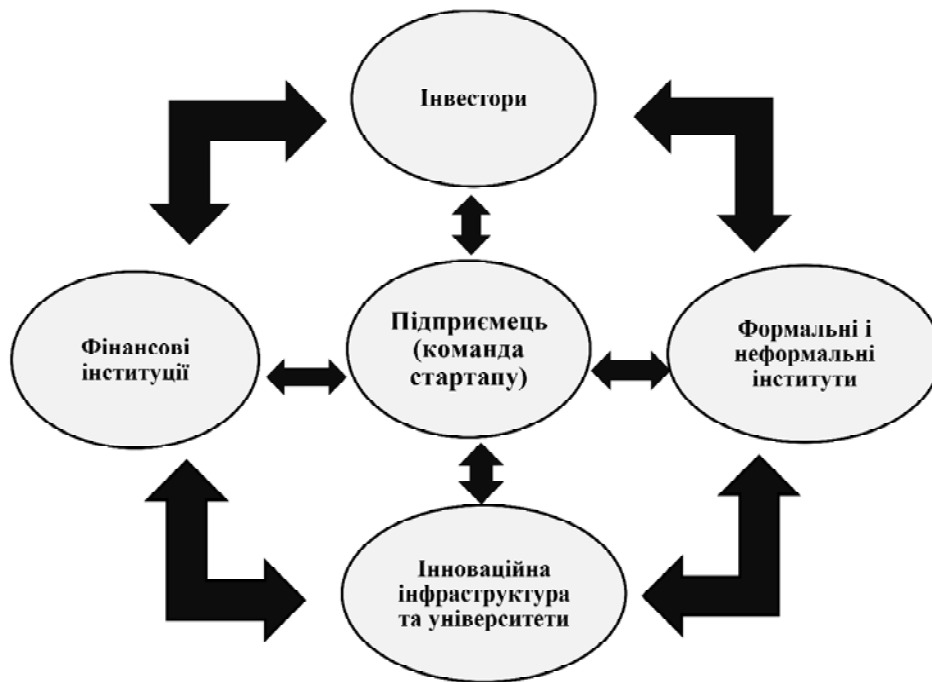 Інвестори
Фінансові
інституції
Підприємець
(команда
стартапу)
Формальні і
неформальні
інститути
Інноваційна
інфраструктура
та університети